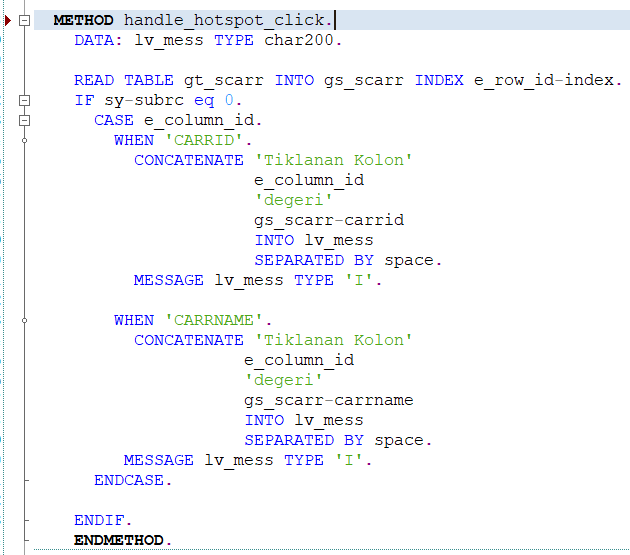 METHOD handle_hotspot_click.
DATA: lv_mess TYPE char200.
READ TABLE gt_scarr INTO gs_scarr INDEX e_row_id-index.
IF sy-subrc eq 0.
CASE e_column_id.
WHEN 'CARRID'.
CONCATENATE 'Tiklanan Kolon'
e_column_id
'degeri'
gs_scarr-carrid
INTO lv_mess
SEPARATED BY space.
MESSAGE lv_mess TYPE 'I'.
WHEN 'CARRNAME'.
CONCATENATE 'Tiklanan Kolon'
e_column_id
'degeri'
gs_scarr-carrname
INTO lv_mess
SEPARATED BY space.
MESSAGE lv_mess TYPE 'I'.
ENDCASE.
ENDIF.
ENDMETHOD.